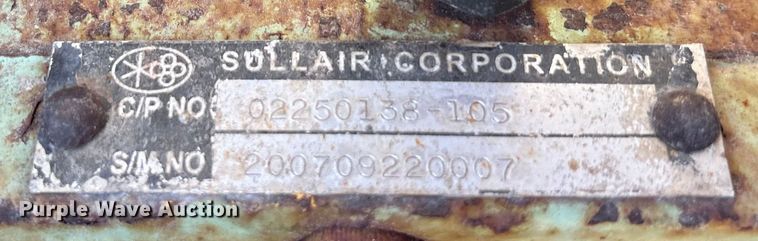 SULLAIR CORPORATION
C/P NO 02250138-105
S/M NO 200709220007
Purple Wave Auction